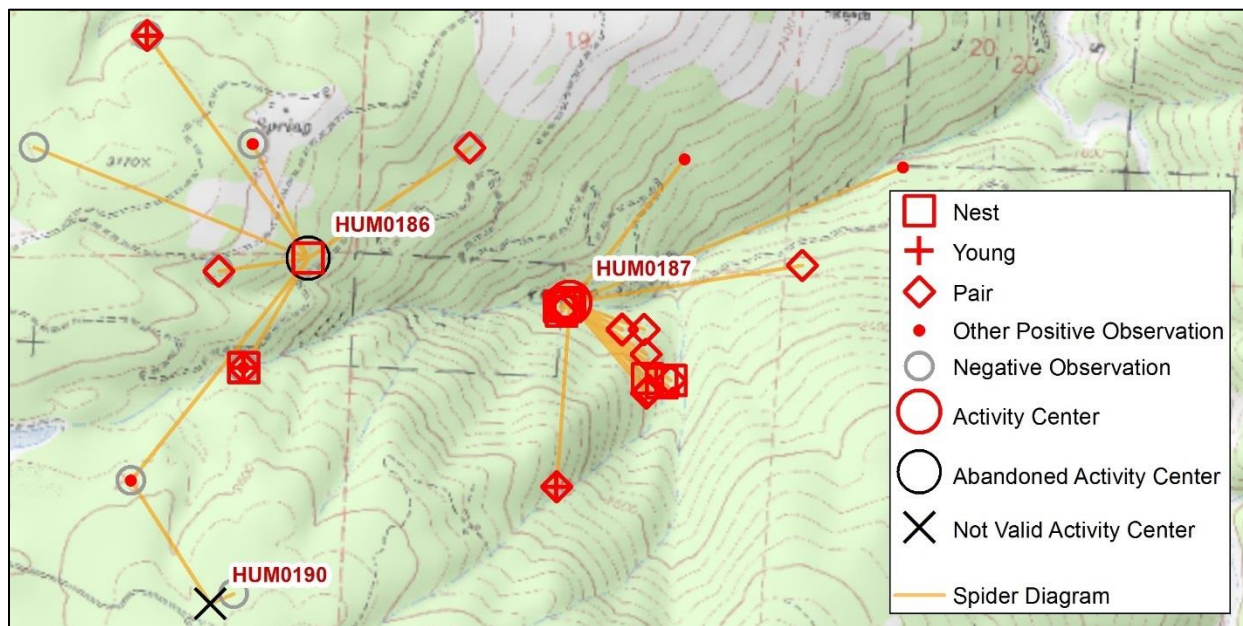 19
20
20
Spring
HUM0186
HUM0187
HUM0190
Nest
Young
Pair
Other Positive Observation
Negative Observation
Activity Center
Abandoned Activity Center
Not Valid Activity Center
Spider Diagram